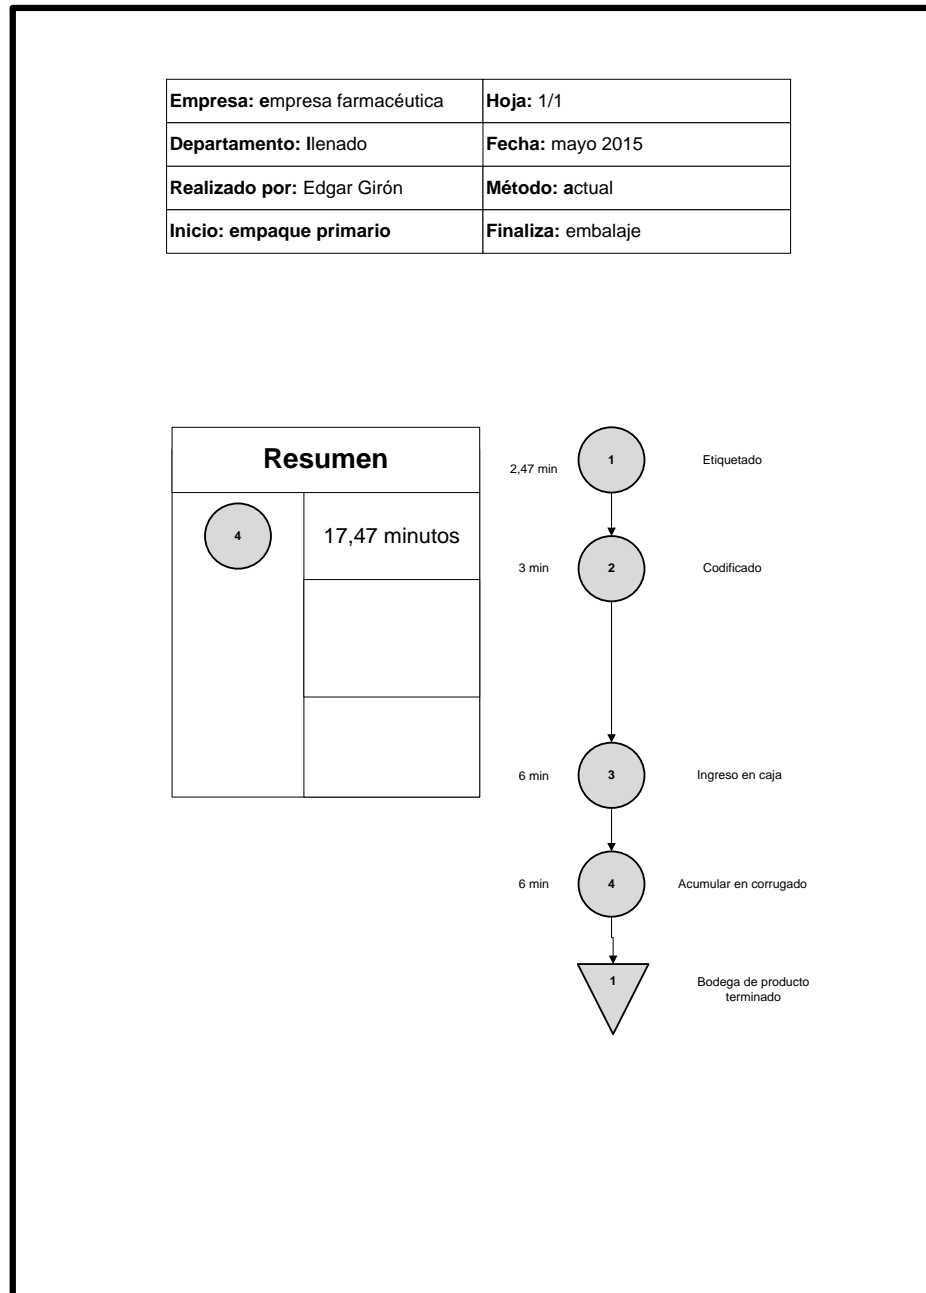 Empresa: empresa farmacéutica
Hoja: 1/1
Departamento: llenado
Fecha: mayo 2015
Realizado por: Edgar Girón
Método: actual
Inicio: empaque primario
Finaliza: embalaje
Resumen
4
17,47 minutos
2,47 min
1
Etiquetado
3 min
2
Codificado
6 min
3
Ingreso en caja
6 min
4
Acumular en corrugado
1
Bodega de producto
terminado